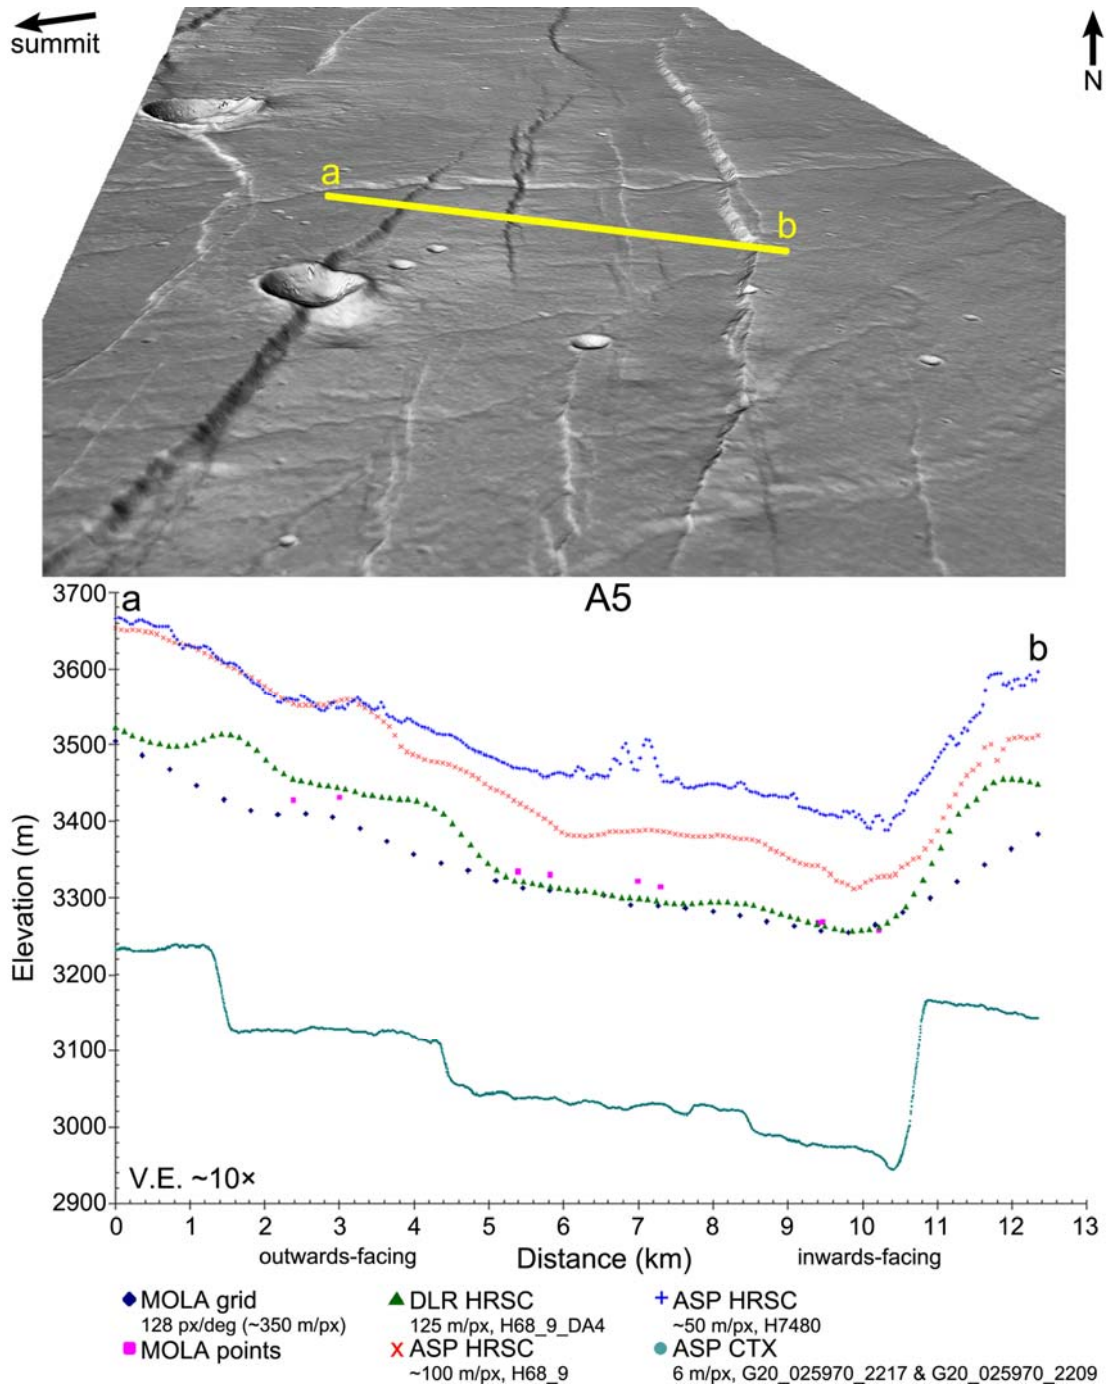 summit
N
a
b
3700
a
A5
b
3600
3500
3400
3300
3200
3100
3000
2900
Elevation (m)
V.E. ~10×
0 1 2 3 4 5 6 7 8 9 10 11 12 13
outwards-facing Distance (km) inwards-facing
MOLA grid
128 px/deg (~350 m/px)
MOLA points
DLR HRSC
125 m/px, H68_9_DA4
ASP HRSC
~100 m/px, H68_9
ASP HRSC
~50 m/px, H7480
ASP CTX
6 m/px, G20_025970_2217 & G20_025970_2209